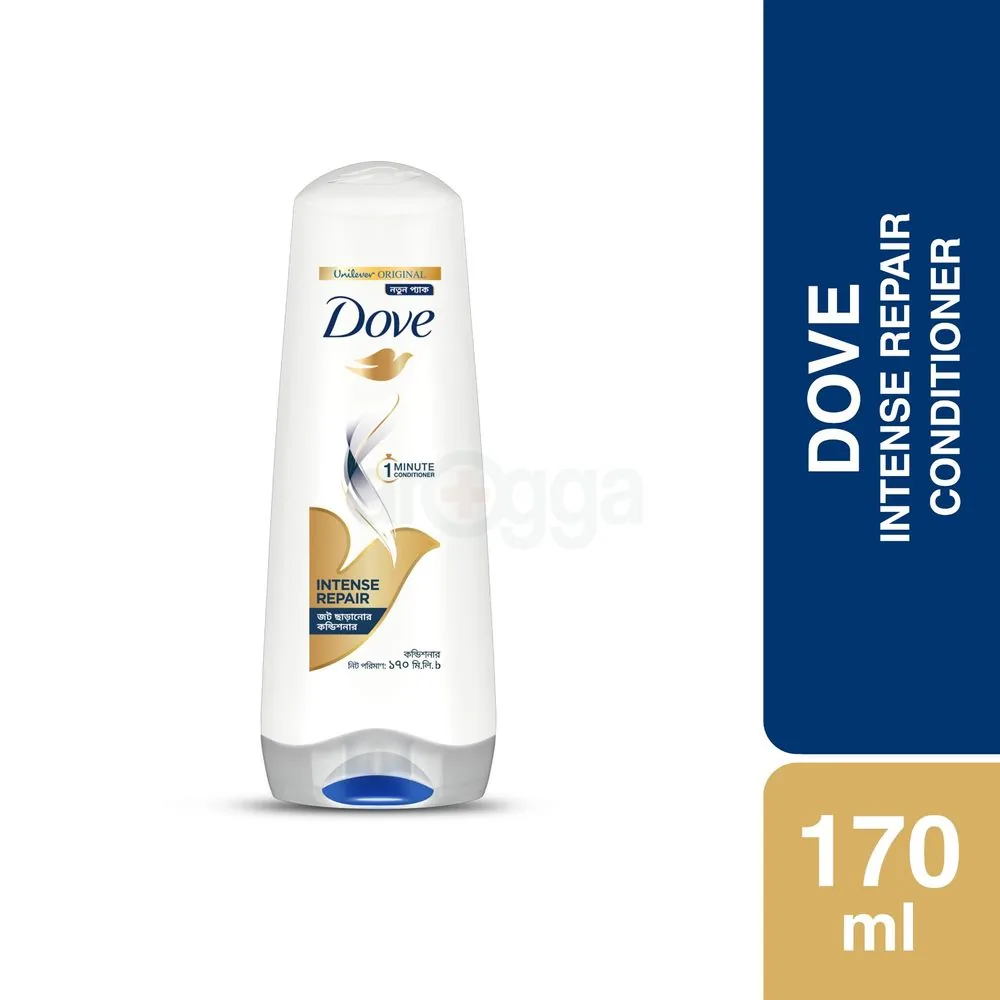 Unilever ORIGINAL
নতুন প্যাক
Dove
1 MINUTE
CONDITIONER
arogga
INTENSE
REPAIR
জট ছাড়ানোর
কন্ডিশনার
কন্ডিশনার
নিট পরিমাণ: ১৭০ মি.লি. ৳
DOVE
INTENSE REPAIR
CONDITIONER
170
ml